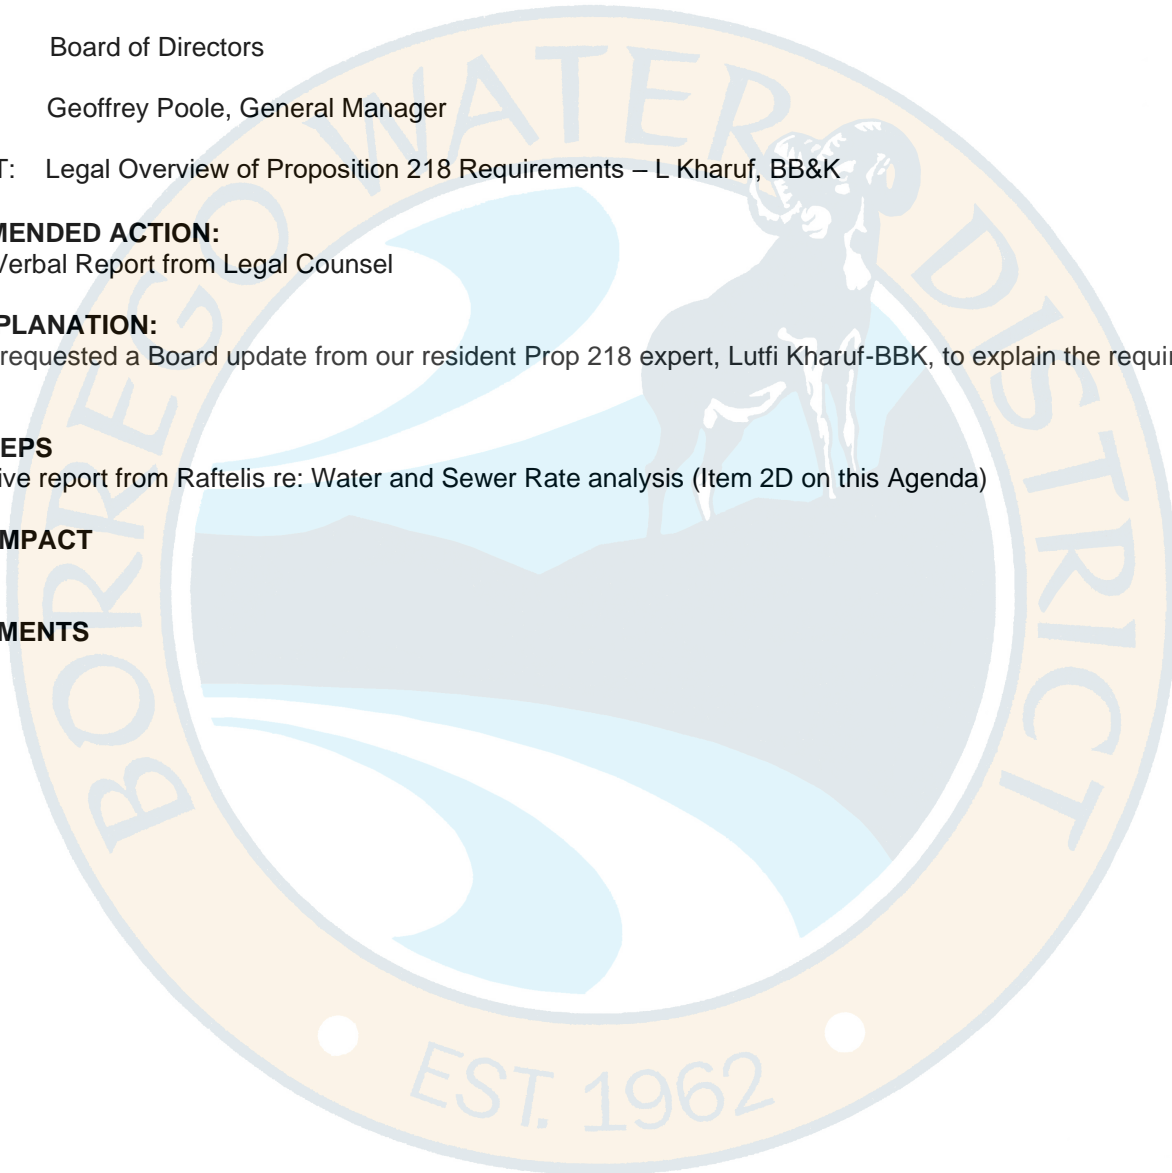 Board of Directors
Geoffrey Poole, General Manager
T: Legal Overview of Proposition 218 Requirements – L Kharuf, BB&K
MENDED ACTION:
Verbal Report from Legal Counsel
PLANATION:
requested a Board update from our resident Prop 218 expert, Lutfi Kharuf-BBK, to explain the requir
EPS
ive report from Raftelis re: Water and Sewer Rate analysis (Item 2D on this Agenda)
MPACT
MENTS
BORREGO WATER DISTRICT
EST. 1962